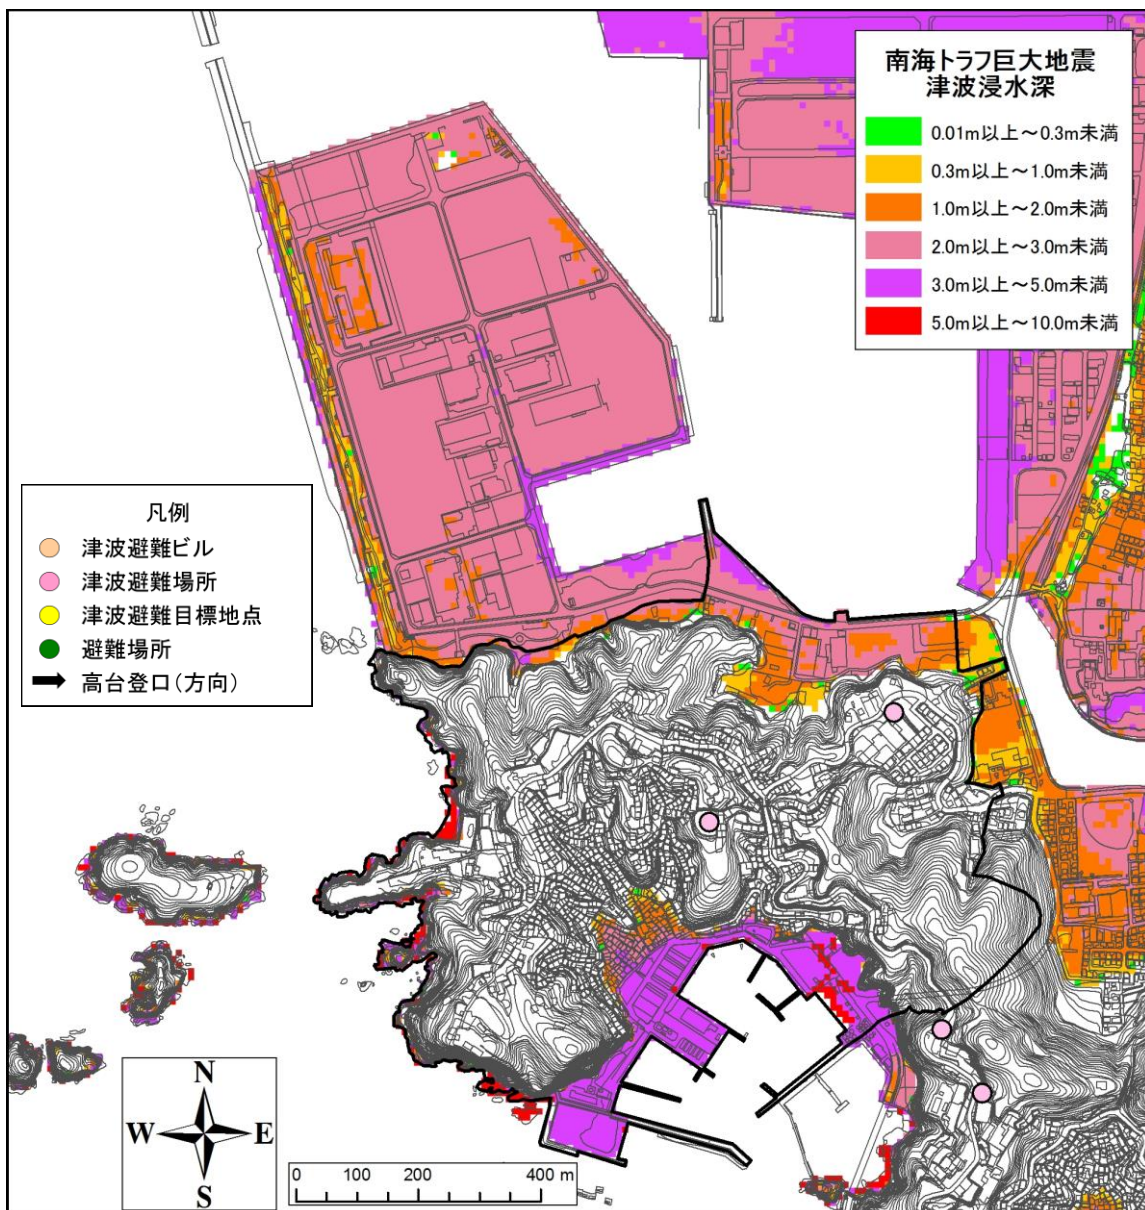 南海トラフ巨大地震
津波浸水深
0.01m以上～0.3m未満
0.3m以上～1.0m未満
1.0m以上～2.0m未満
2.0m以上～3.0m未満
3.0m以上～5.0m未満
5.0m以上～10.0m未満
凡例
津波避難ビル
津波避難場所
津波避難目標地点
避難場所
高台登口(方向)
N
W E
S
0 100 200 400 m